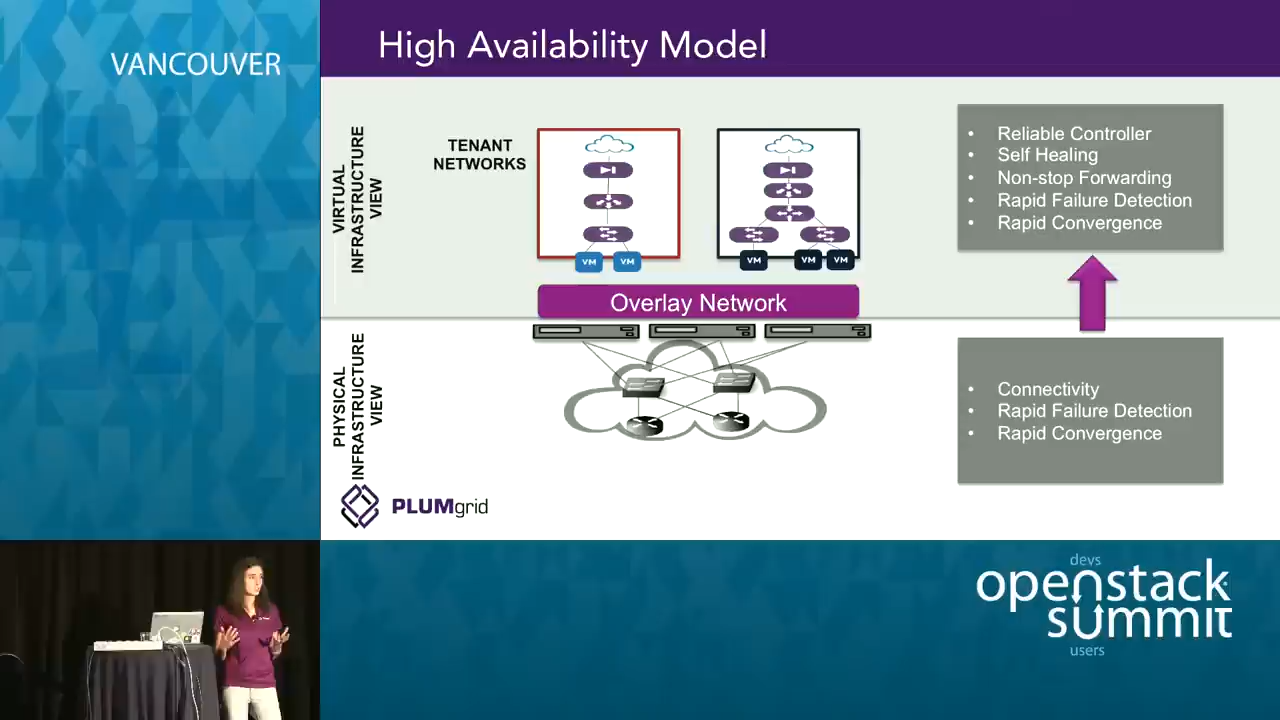 VANCOUVER
High Availability Model
VIRTUAL
INFRASTRUCTURE
VIEW
TENANT
NETWORKS
VM
VM
VM
VM
VM
• Reliable Controller
• Self Healing
• Non-stop Forwarding
• Rapid Failure Detection
• Rapid Convergence
Overlay Network
PHYSICAL
INFRASTRUCTURE
VIEW
• Connectivity
• Rapid Failure Detection
• Rapid Convergence
PLUMgrid
devs
openstack
summit
users